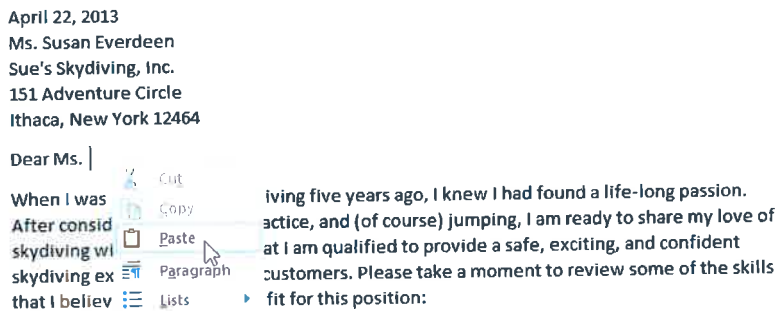 April 22, 2013
Ms. Susan Everdeen
Sue's Skydiving, Inc.
151 Adventure Circle
Ithaca, New York 12464
Dear Ms.
Cut
When I was iving five years ago, I knew I had found a life-long passion.
Copy
After consid actice, and (of course) jumping, I am ready to share my love of
Paste
skydiving wi at I am qualified to provide a safe, exciting, and confident
Paragraph
skydiving ex customers. Please take a moment to review some of the skills
Lists
that I believ fit for this position: